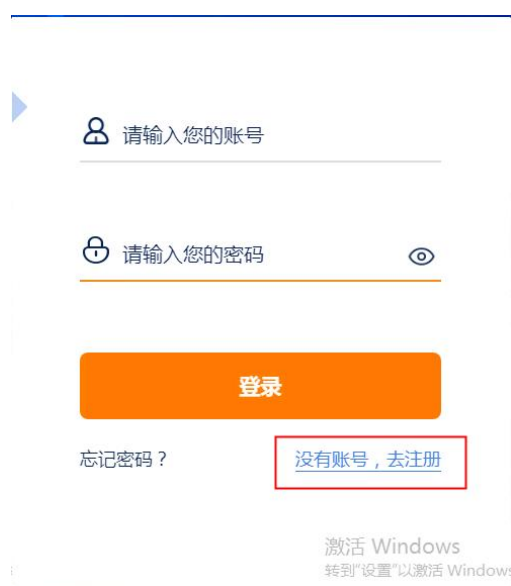 请输入您的账号
请输入您的密码
登录
忘记密码？
没有账号，去注册
激活 Windows
转到"设置"以激活 Windows